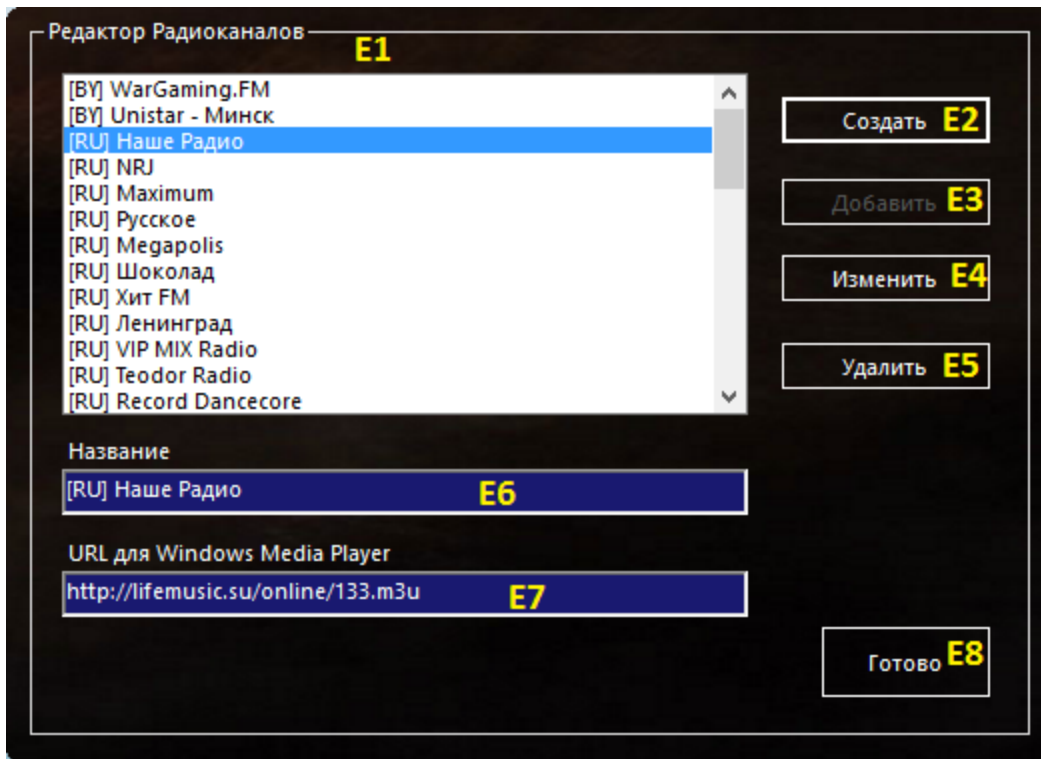 Редактор Радиоканалов
E1
[BY] WarGaming.FM
[BY] Unistar - Минск
[RU] Наше Радио
[RU] NRJ
[RU] Maximum
[RU] Русское
[RU] Megapolis
[RU] Шоколад
[RU] Хит FM
[RU] Ленинград
[RU] VIP MIX Radio
[RU] Teodor Radio
[RU] Record Dancecore
Создать E2
Добавить E3
Изменить E4
Удалить E5
Название
[RU] Наше Радио E6
URL для Windows Media Player
http://lifemusic.su/online/133.m3u E7
Готово E8